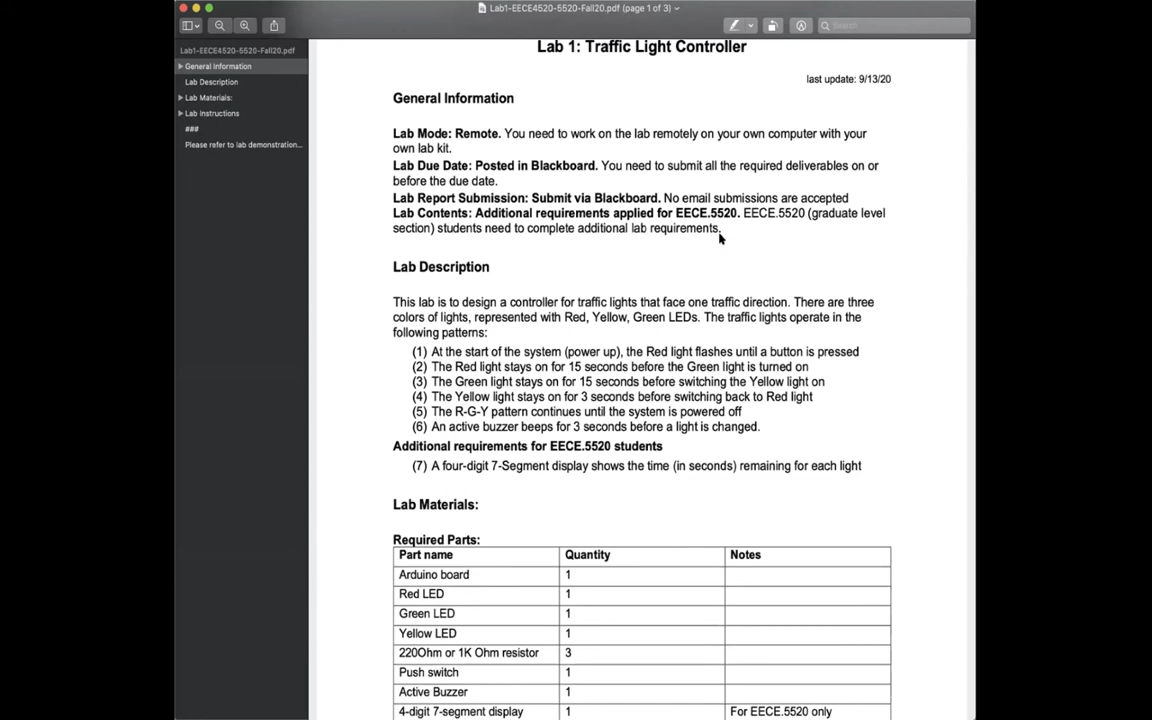 Lab1-EECE4520-5520-Fall20.pdf (page 1 of 3)
Search
Lab1-EECE4520-5520-Fall20.pdf
General Information
Lab Description
Lab Materials:
Lab Instructions
###
Please refer to lab demonstration...
Lab 1: Traffic Light Controller
last update: 9/13/20
General Information
Lab Mode: Remote. You need to work on the lab remotely on your own computer with your
own lab kit.
Lab Due Date: Posted in Blackboard. You need to submit all the required deliverables on or
before the due date.
Lab Report Submission: Submit via Blackboard. No email submissions are accepted
Lab Contents: Additional requirements applied for EECE.5520. EECE.5520 (graduate level
section) students need to complete additional lab requirements.
Lab Description
This lab is to design a controller for traffic lights that face one traffic direction. There are three
colors of lights, represented with Red, Yellow, Green LEDs. The traffic lights operate in the
following patterns:
(1) At the start of the system (power up), the Red light flashes until a button is pressed
(2) The Red light stays on for 15 seconds before the Green light is turned on
(3) The Green light stays on for 15 seconds before switching the Yellow light on
(4) The Yellow light stays on for 3 seconds before switching back to Red light
(5) The R-G-Y pattern continues until the system is powered off
(6) An active buzzer beeps for 3 seconds before a light is changed.
Additional requirements for EECE.5520 students
(7) A four-digit 7-Segment display shows the time (in seconds) remaining for each light
Lab Materials:
Required Parts:
Part name Quantity Notes
Arduino board 1
Red LED 1
Green LED 1
Yellow LED 1
220Ohm or 1K Ohm resistor 3
Push switch 1
Active Buzzer 1
4-digit 7-segment display 1 For EECE.5520 only